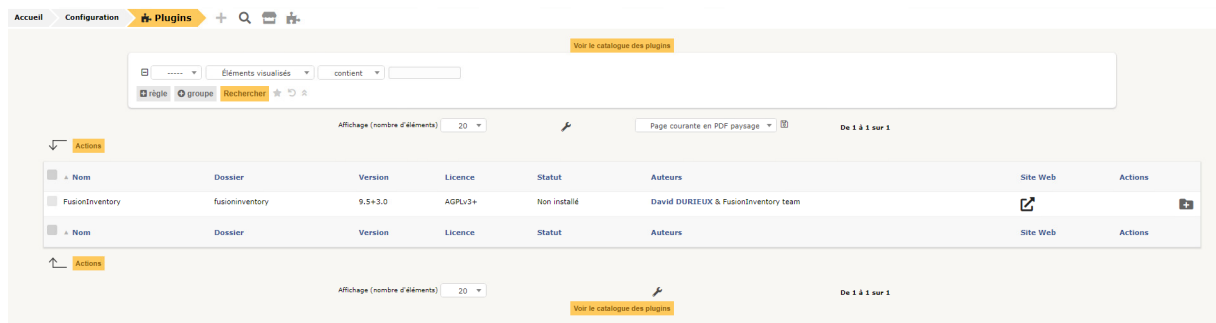 Accueil Configuration Plugins
Voir le catalogue des plugins
----- Éléments visualisés contient
règle groupe Rechercher
Affichage (nombre d'éléments) 20 Page courante en PDF paysage De 1 à 1 sur 1
Actions
Nom Dossier Version Licence Statut Auteurs Site Web Actions
FusionInventory fusioninventory 9.5+3.0 AGPLv3+ Non installé David DURIEUX & FusionInventory team
Nom Dossier Version Licence Statut Auteurs Site Web Actions
Actions
Affichage (nombre d'éléments) 20 De 1 à 1 sur 1
Voir le catalogue des plugins